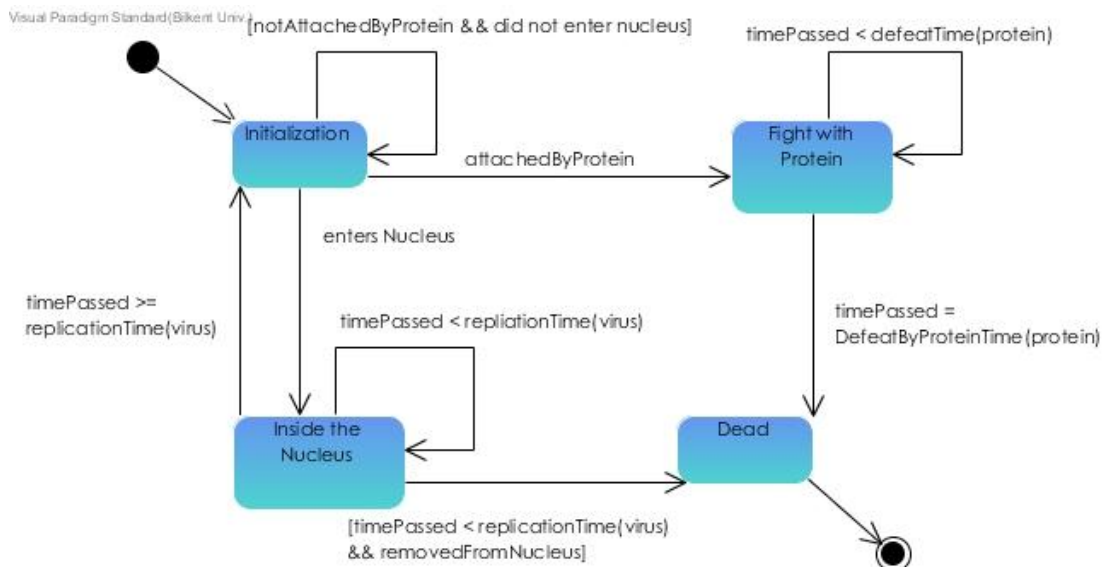 Visual Paradigm Standard(Bilkent Univ.)
[notAttachedByProtein && did not enter nucleus]
timePassed < defeatTime(protein)
Initialization
Fight with
Protein
attachedByProtein
enters Nucleus
timePassed >=
replicationTime(virus)
timePassed < repliationTime(virus)
timePassed =
DefeatByProteinTime(protein)
Inside the
Nucleus
Dead
[timePassed < replicationTime(virus)
&& removedFromNucleus]